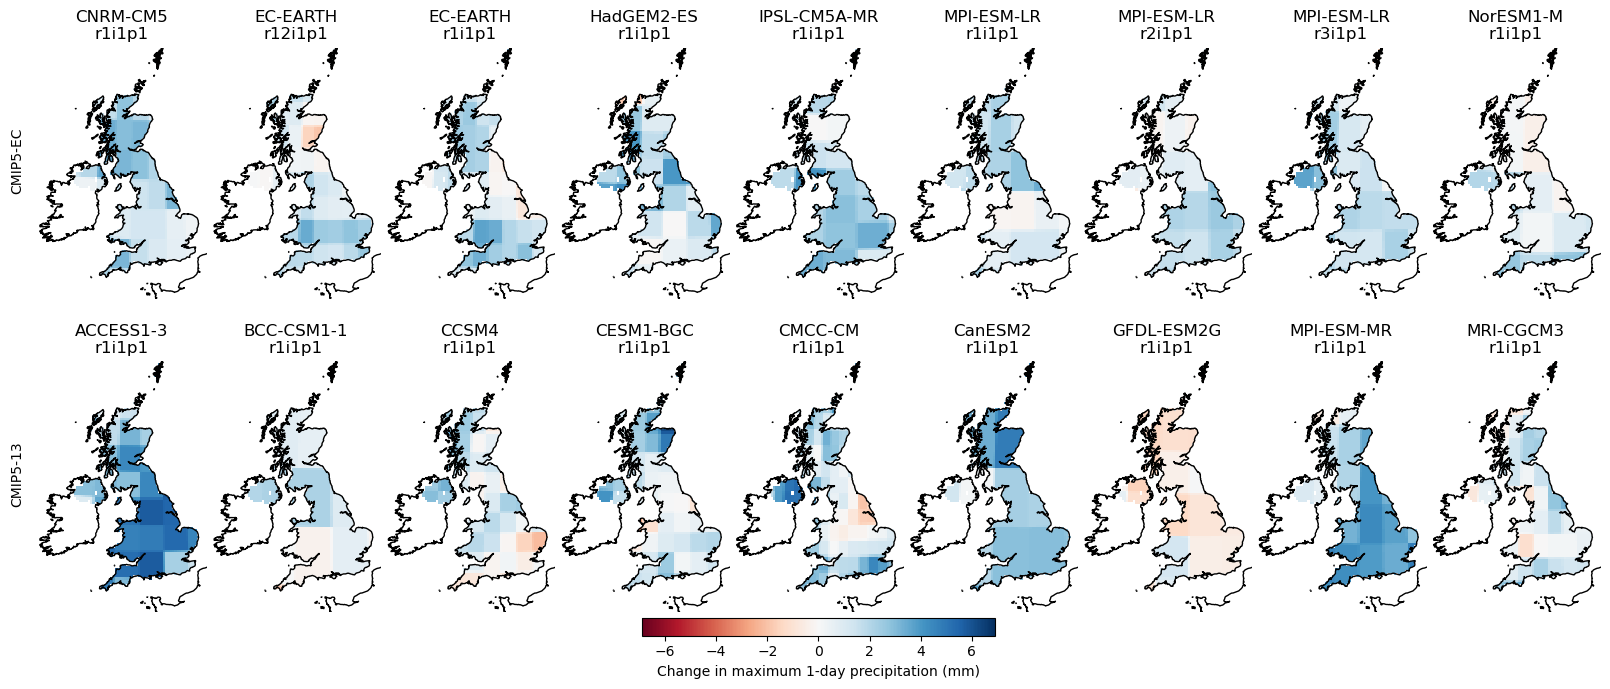 CNRM-CM5
r1i1p1
EC-EARTH
r12i1p1
EC-EARTH
r1i1p1
HadGEM2-ES
r1i1p1
IPSL-CM5A-MR
r1i1p1
MPI-ESM-LR
r1i1p1
MPI-ESM-LR
r2i1p1
MPI-ESM-LR
r3i1p1
NorESM1-M
r1i1p1
CMIP5-EC
ACCESS1-3
r1i1p1
BCC-CSM1-1
r1i1p1
CCSM4
r1i1p1
CESM1-BGC
r1i1p1
CMCC-CM
r1i1p1
CanESM2
r1i1p1
GFDL-ESM2G
r1i1p1
MPI-ESM-MR
r1i1p1
MRI-CGCM3
r1i1p1
CMIP5-13
−6 −4 −2 0 2 4 6
Change in maximum 1-day precipitation (mm)